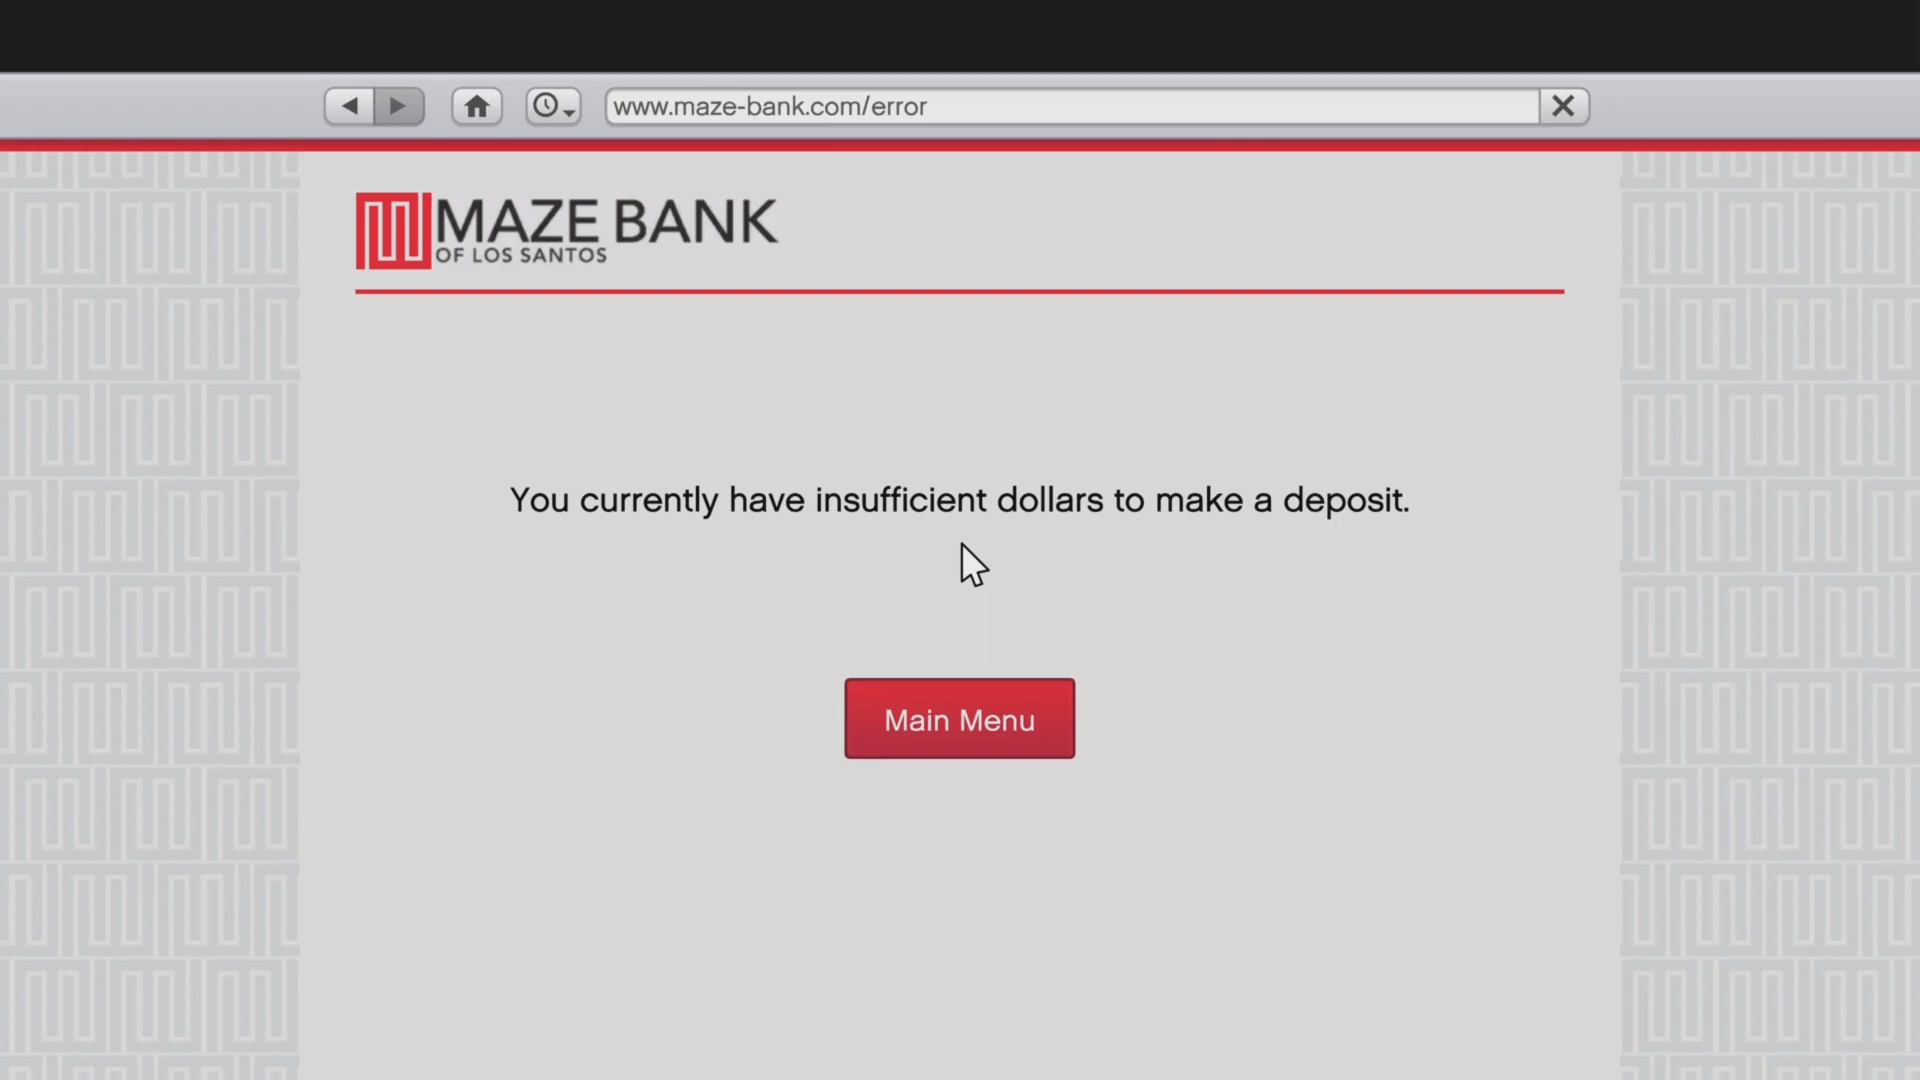 www.maze-bank.com/error
MAZE BANK
OF LOS SANTOS
You currently have insufficient dollars to make a deposit.
Main Menu